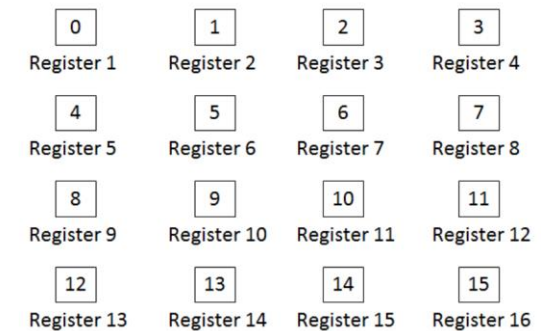 0 1 2 3
Register 1 Register 2 Register 3 Register 4
4 5 6 7
Register 5 Register 6 Register 7 Register 8
8 9 10 11
Register 9 Register 10 Register 11 Register 12
12 13 14 15
Register 13 Register 14 Register 15 Register 16